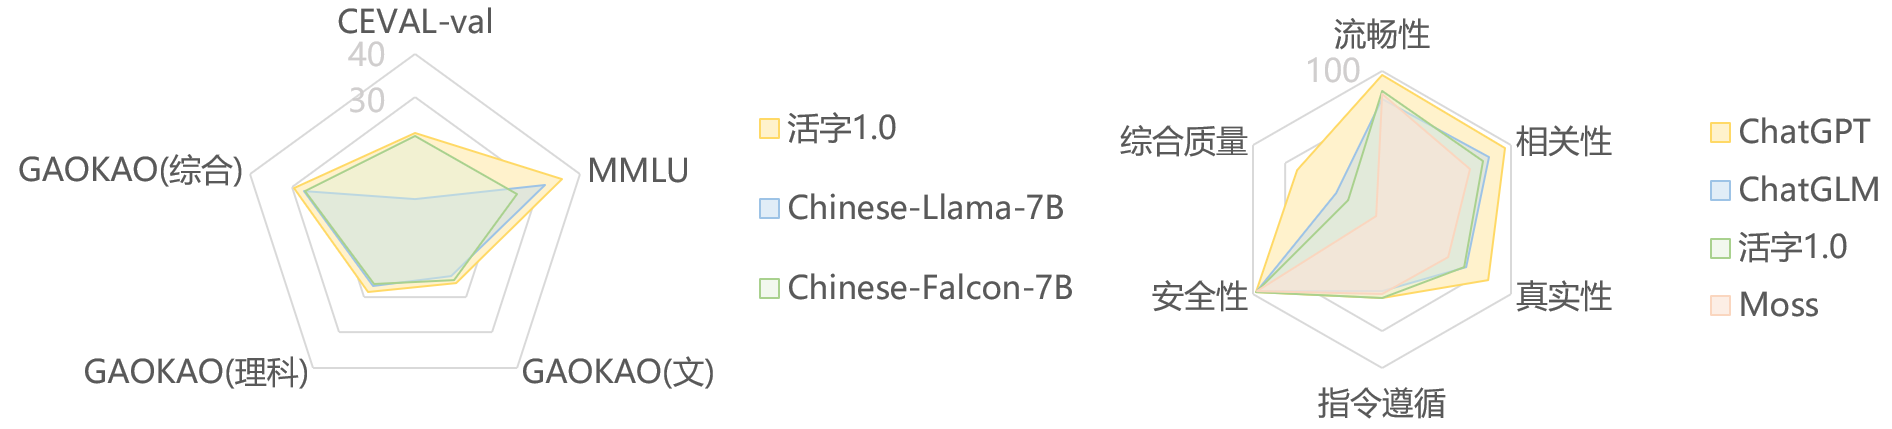 CEVAL-val
40
30
MMLU
GAOKAO(文)
GAOKAO(理科)
GAOKAO(综合)
活字1.0
Chinese-Llama-7B
Chinese-Falcon-7B
流畅性
100
相关性
真实性
指令遵循
安全性
综合质量
ChatGPT
ChatGLM
活字1.0
Moss